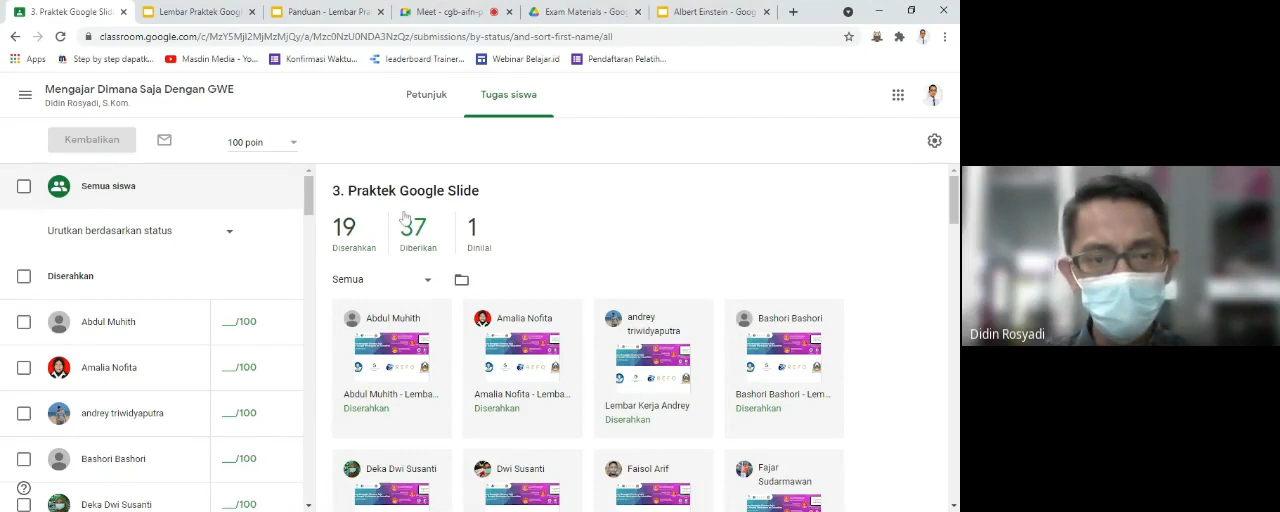 3. Praktek Google Slid
Lembar Praktek Googl
Panduan - Lembar Pra
Meet - cgb-aifn-p
Exam Materials - Goog
Albert Einstein - Goog
classroom.google.com/c/MzY5MjI2MjMzMjQy/a/Mzc0NzU0NDA3NzQz/submissions/by-status/and-sort-first-name/all
Apps
Step by step dapatk...
Masdin Media - Yo...
Konfirmasi Waktu...
leaderboard Trainer...
Webinar Belajar.id
Pendaftaran Pelatih...
Mengajar Dimana Saja Dengan GWE
Didin Rosyadi, S.Kom.
Petunjuk
Tugas siswa
Kembalikan
100 poin
Semua siswa
Urutkan berdasarkan status
Diserahkan
Abdul Muhith
__/100
Amalia Nofita
__/100
andrey triwidyaputra
__/100
Bashori Bashori
__/100
Deka Dwi Susanti
__/100
3. Praktek Google Slide
19
37
1
Diserahkan
Diberikan
Dinilai
Semua
Abdul Muhith
Abdul Muhith - Lemba...
Diserahkan
Amalia Nofita
Amalia Nofita - Lemba...
Diserahkan
andrey
triwidyaputra
Lembar Kerja Andrey
Diserahkan
Bashori Bashori
Bashori Bashori - Lem...
Diserahkan
Deka Dwi Susanti
Dwi Susanti
Faisol Arif
Fajar
Sudarmawan
Didin Rosyadi